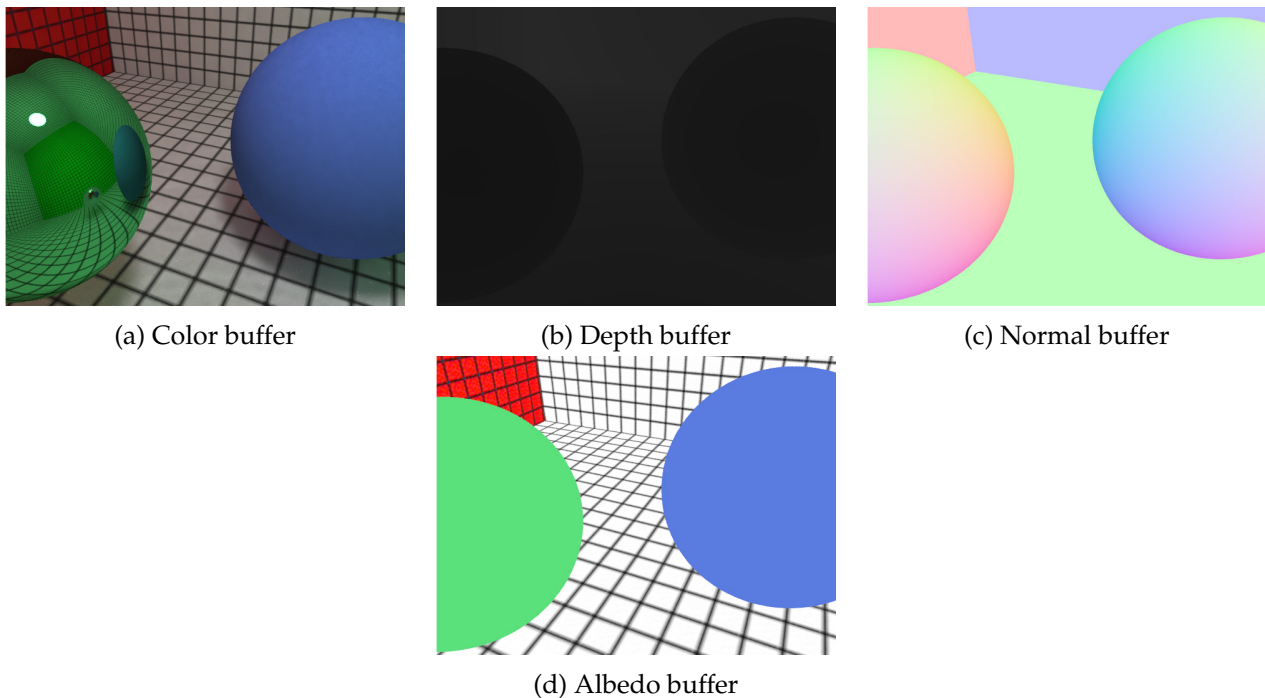 (a) Color buffer
(b) Depth buffer
(c) Normal buffer
(d) Albedo buffer